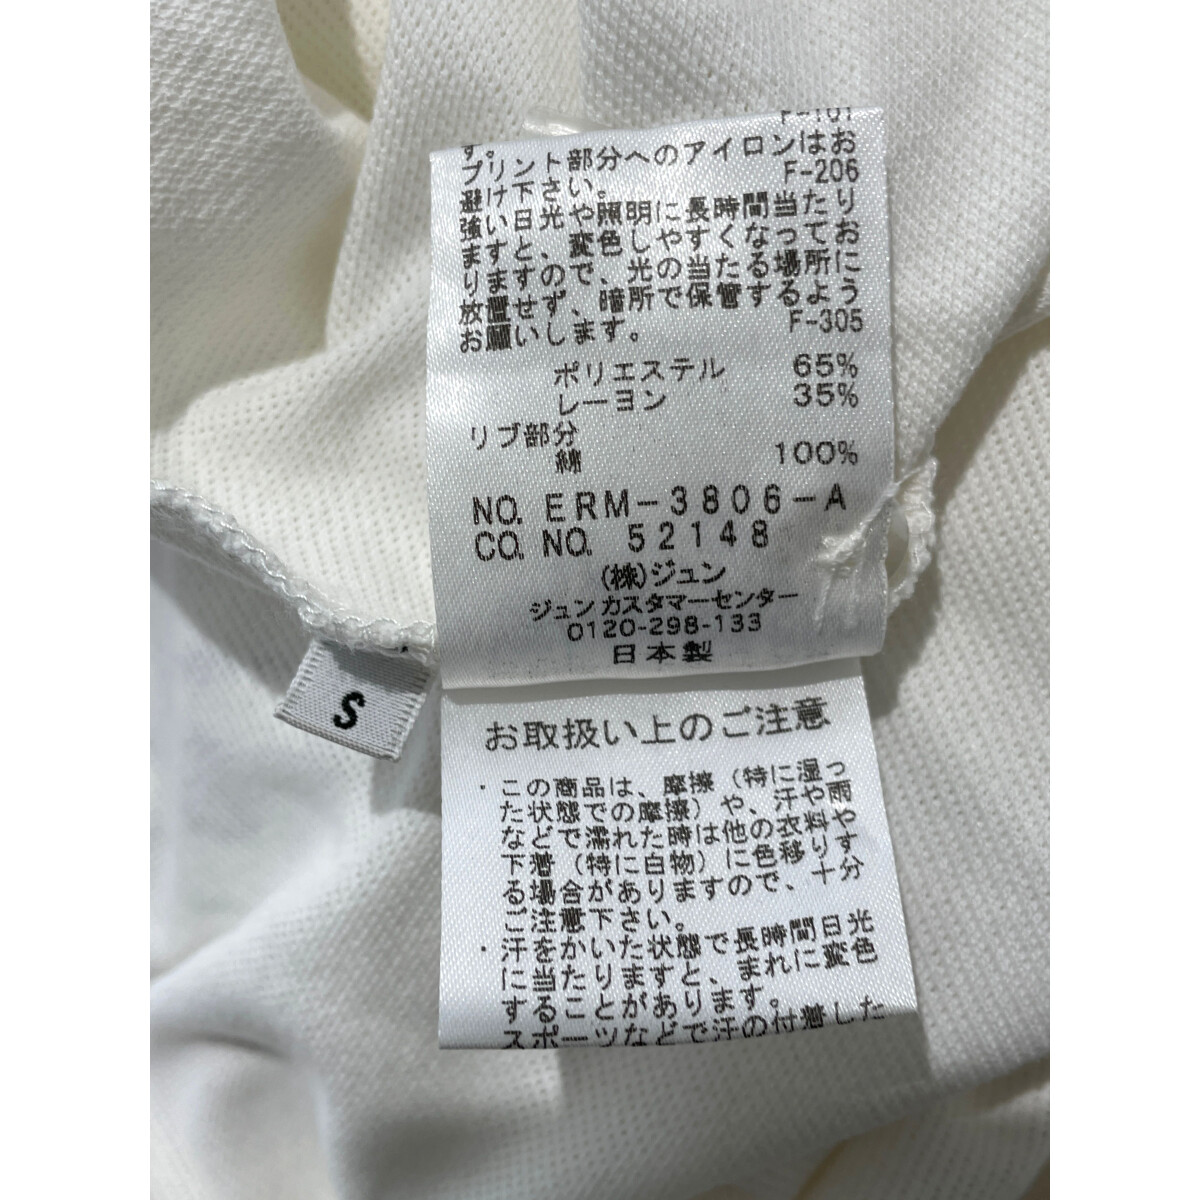 F-101
す。
プリント部分へのアイロンはお
避け下さい。 F-206
強い日光や照明に長時間当たり
ますと、変色しやすくなってお
りますので、光の当たる場所に
放置せず、暗所で保管するよう
お願いします。 F-305
ポリエステル 65%
レーヨン 35%
リブ部分
綿 100%
NO. ERM-3806-A
CO. NO. 52148
(株)ジュン
ジュンカスタマーセンター
0120-298-133
日本製
S
お取扱い上のご注意
・この商品は、摩擦(特に湿っ
た状態での摩擦)や、汗や雨
などで濡れた時は他の衣料や
下着(特に白物)に色移りす
る場合がありますので、十分
ご注意下さい。
・汗をかいた状態で長時間日光
に当たりますと、まれに変色
することがあります。
スポーツなどで汗の付着した